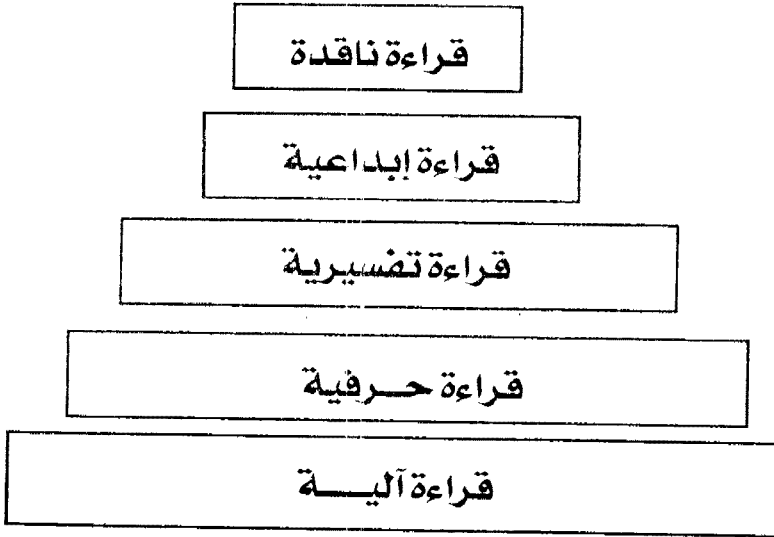 قراءة ناقدة
قراءة إبداعية
قراءة تفسيرية
قراءة حرفية
قراءة آلية